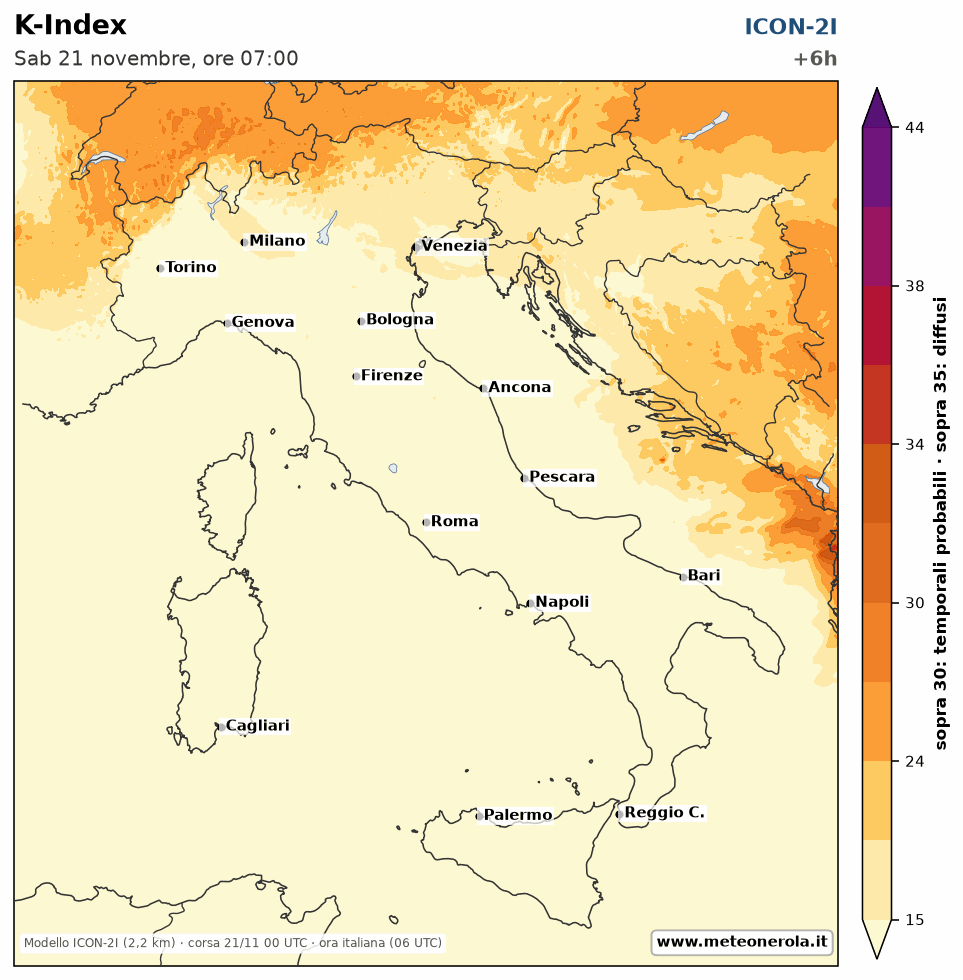 K-Index
ICON-2I
Sab 21 novembre, ore 07:00
+6h
44
38
34
30
24
15
sopra 30: temporali probabili · sopra 35: diffusi
Milano
Venezia
Torino
Genova
Bologna
Firenze
Ancona
Pescara
Roma
Bari
Napoli
Cagliari
Palermo
Reggio C.
Modello ICON-2I (2,2 km) · corsa 21/11 00 UTC · ora italiana (06 UTC)
www.meteonerola.it